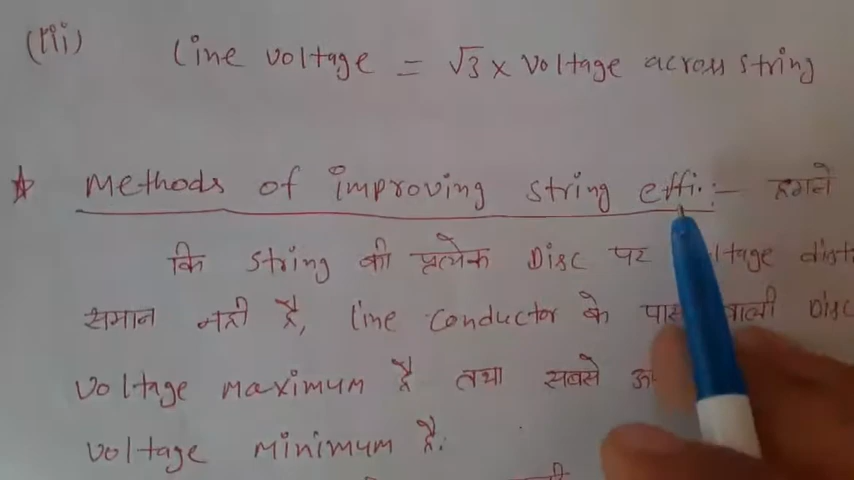 (iii) Line voltage = √3 × voltage across string
★ Methods of improving string effi. :- हमने
कि string की प्रत्येक Disc पर
समान नही है, line conductor के पास वाली Disc
voltage maximum है तथा सबसे
voltage minimum है.